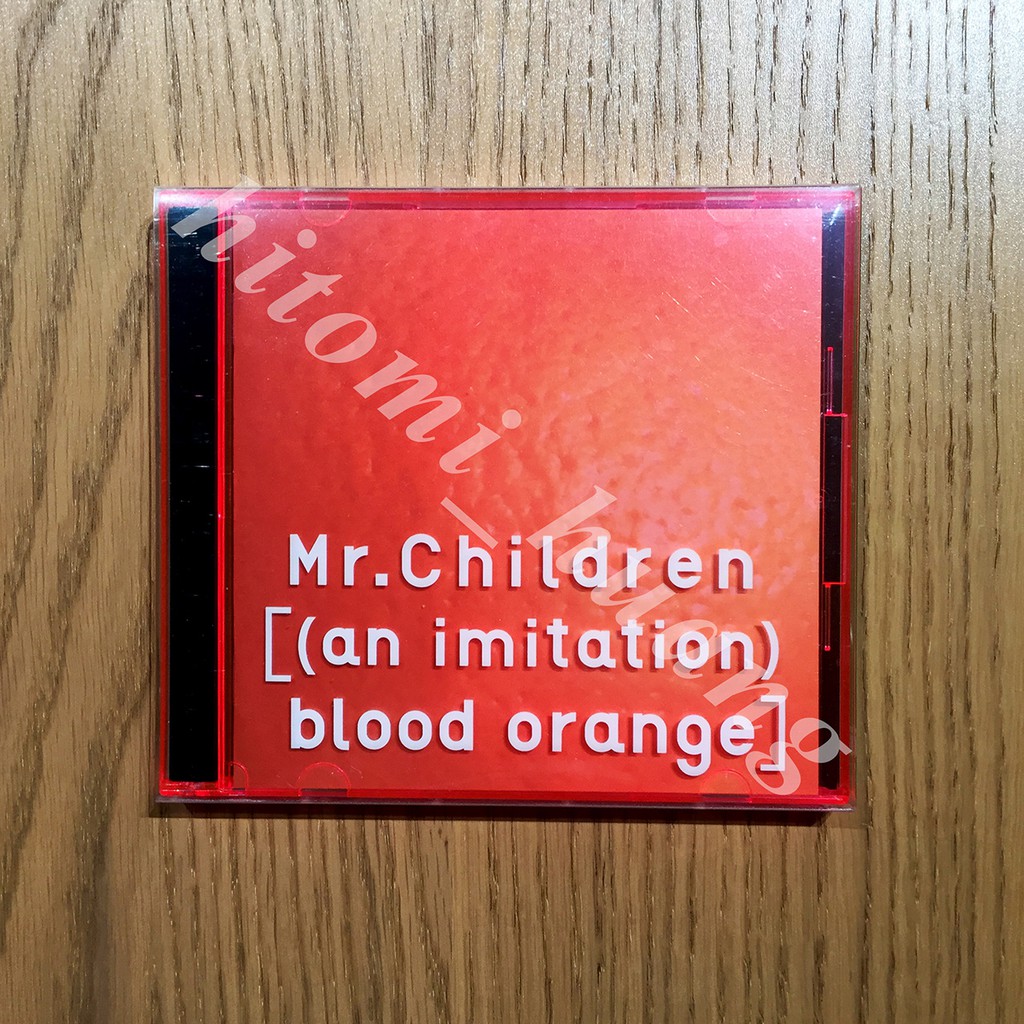 Mr.Children
[(an imitation)
blood orange]
hitomi_huang